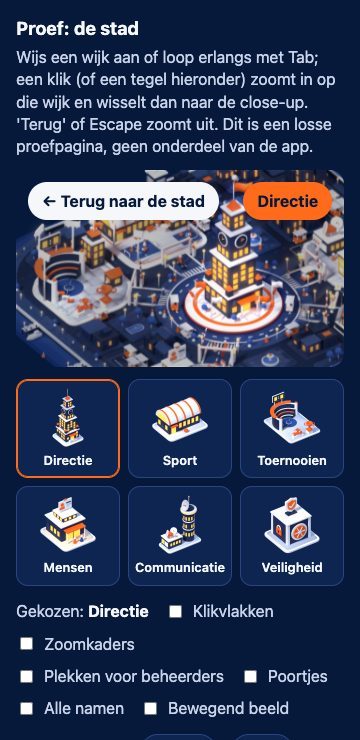 Proef: de stad
Wijs een wijk aan of loop erlangs met Tab;
een klik (of een tegel hieronder) zoomt in op
die wijk en wisselt dan naar de close-up.
'Terug' of Escape zoomt uit. Dit is een losse
proefpagina, geen onderdeel van de app.
← Terug naar de stad
Directie
Directie
Sport
Toernooien
Mensen
Communicatie
Veiligheid
Gekozen: Directie
Klikvlakken
Zoomkaders
Plekken voor beheerders
Poortjes
Alle namen
Bewegend beeld